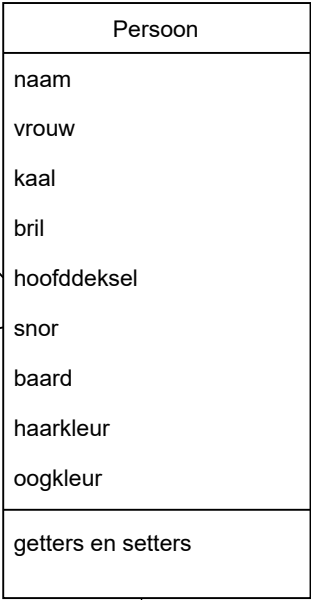 Persoon
naam
vrouw
kaal
bril
hoofddeksel
snor
baard
haarkleur
oogkleur
getters en setters